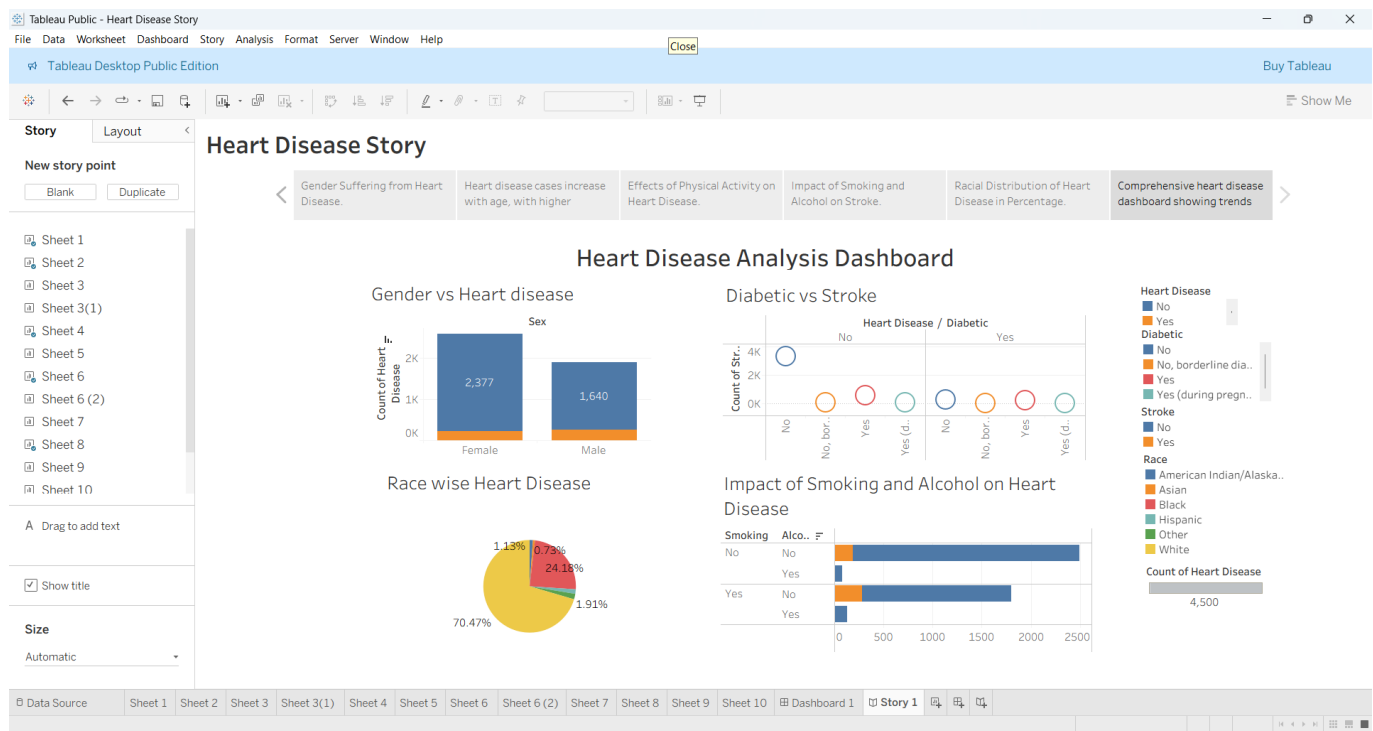 Tableau Public - Heart Disease Story
File Data Worksheet Dashboard Story Analysis Format Server Window Help
Close
Tableau Desktop Public Edition
Buy Tableau
Show Me
Story
Layout
New story point
Blank
Duplicate
Sheet 1
Sheet 2
Sheet 3
Sheet 3(1)
Sheet 4
Sheet 5
Sheet 6
Sheet 6 (2)
Sheet 7
Sheet 8
Sheet 9
Sheet 10
A Drag to add text
Show title
Size
Automatic
Heart Disease Story
Gender Suffering from Heart
Disease.
Heart disease cases increase
with age, with higher
Effects of Physical Activity on
Heart Disease.
Impact of Smoking and
Alcohol on Stroke.
Racial Distribution of Heart
Disease in Percentage.
Comprehensive heart disease
dashboard showing trends
Heart Disease Analysis Dashboard
Gender vs Heart disease
Sex
Count of Heart
Disease
2K
1K
0K
2,377
1,640
Female
Male
Diabetic vs Stroke
Heart Disease / Diabetic
No
Yes
Count of Str..
4K
2K
0K
No
No, bor..
Yes
Yes (d..
No
No, bor..
Yes
Yes (d..
Race wise Heart Disease
1.13%
0.73%
24.18%
1.91%
70.47%
Impact of Smoking and Alcohol on Heart
Disease
Smoking Alco..
No No
Yes
Yes No
Yes
0 500 1000 1500 2000 2500
Heart Disease
No
Yes
Diabetic
No
No, borderline dia..
Yes
Yes (during pregn..
Stroke
No
Yes
Race
American Indian/Alaska..
Asian
Black
Hispanic
Other
White
Count of Heart Disease
4,500
Data Source Sheet 1 Sheet 2 Sheet 3 Sheet 3(1) Sheet 4 Sheet 5 Sheet 6 Sheet 6 (2) Sheet 7 Sheet 8 Sheet 9 Sheet 10 Dashboard 1 Story 1